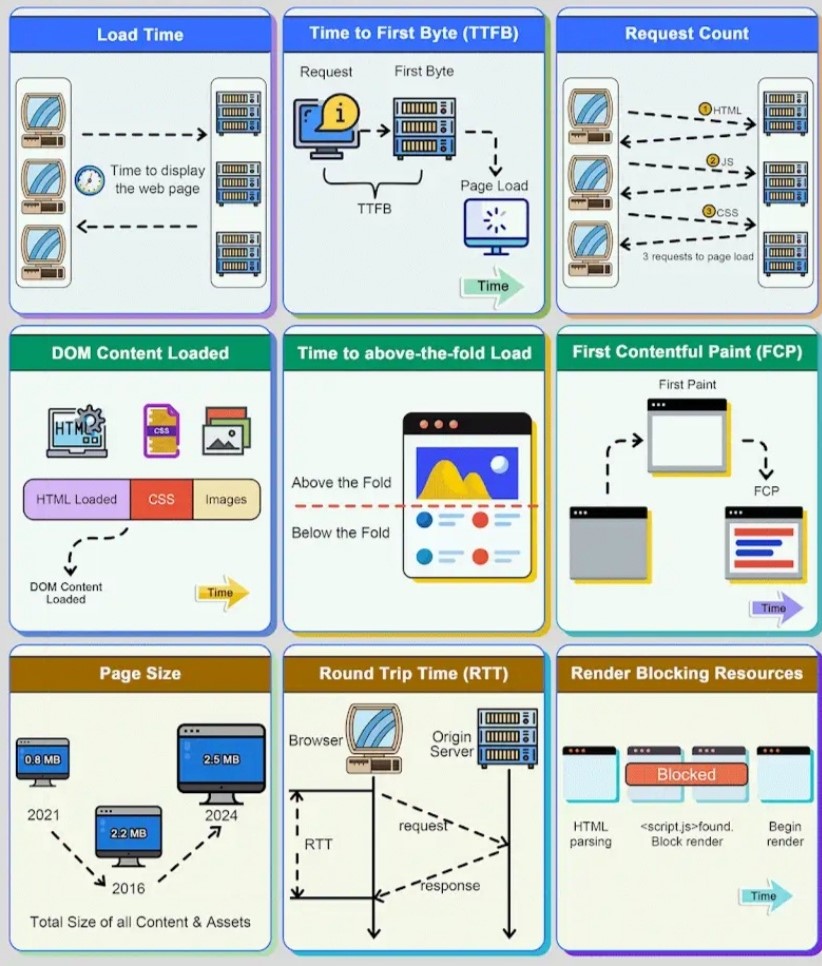 Load Time
Time to display
the web page
Time to First Byte (TTFB)
Request
First Byte
i
TTFB
Page Load
Time
Request Count
1 HTML
2 JS
3 CSS
3 requests to page load
DOM Content Loaded
HTML
CSS
HTML Loaded
CSS
Images
DOM Content
Loaded
Time
Time to above-the-fold Load
Above the Fold
Below the Fold
First Contentful Paint (FCP)
First Paint
FCP
Time
Page Size
0.8 MB
2.5 MB
2021
2024
2.2 MB
2016
Total Size of all Content & Assets
Round Trip Time (RTT)
Browser
Origin
Server
request
RTT
response
Render Blocking Resources
Blocked
HTML
parsing
<script.js>found.
Block render
Begin
render
Time